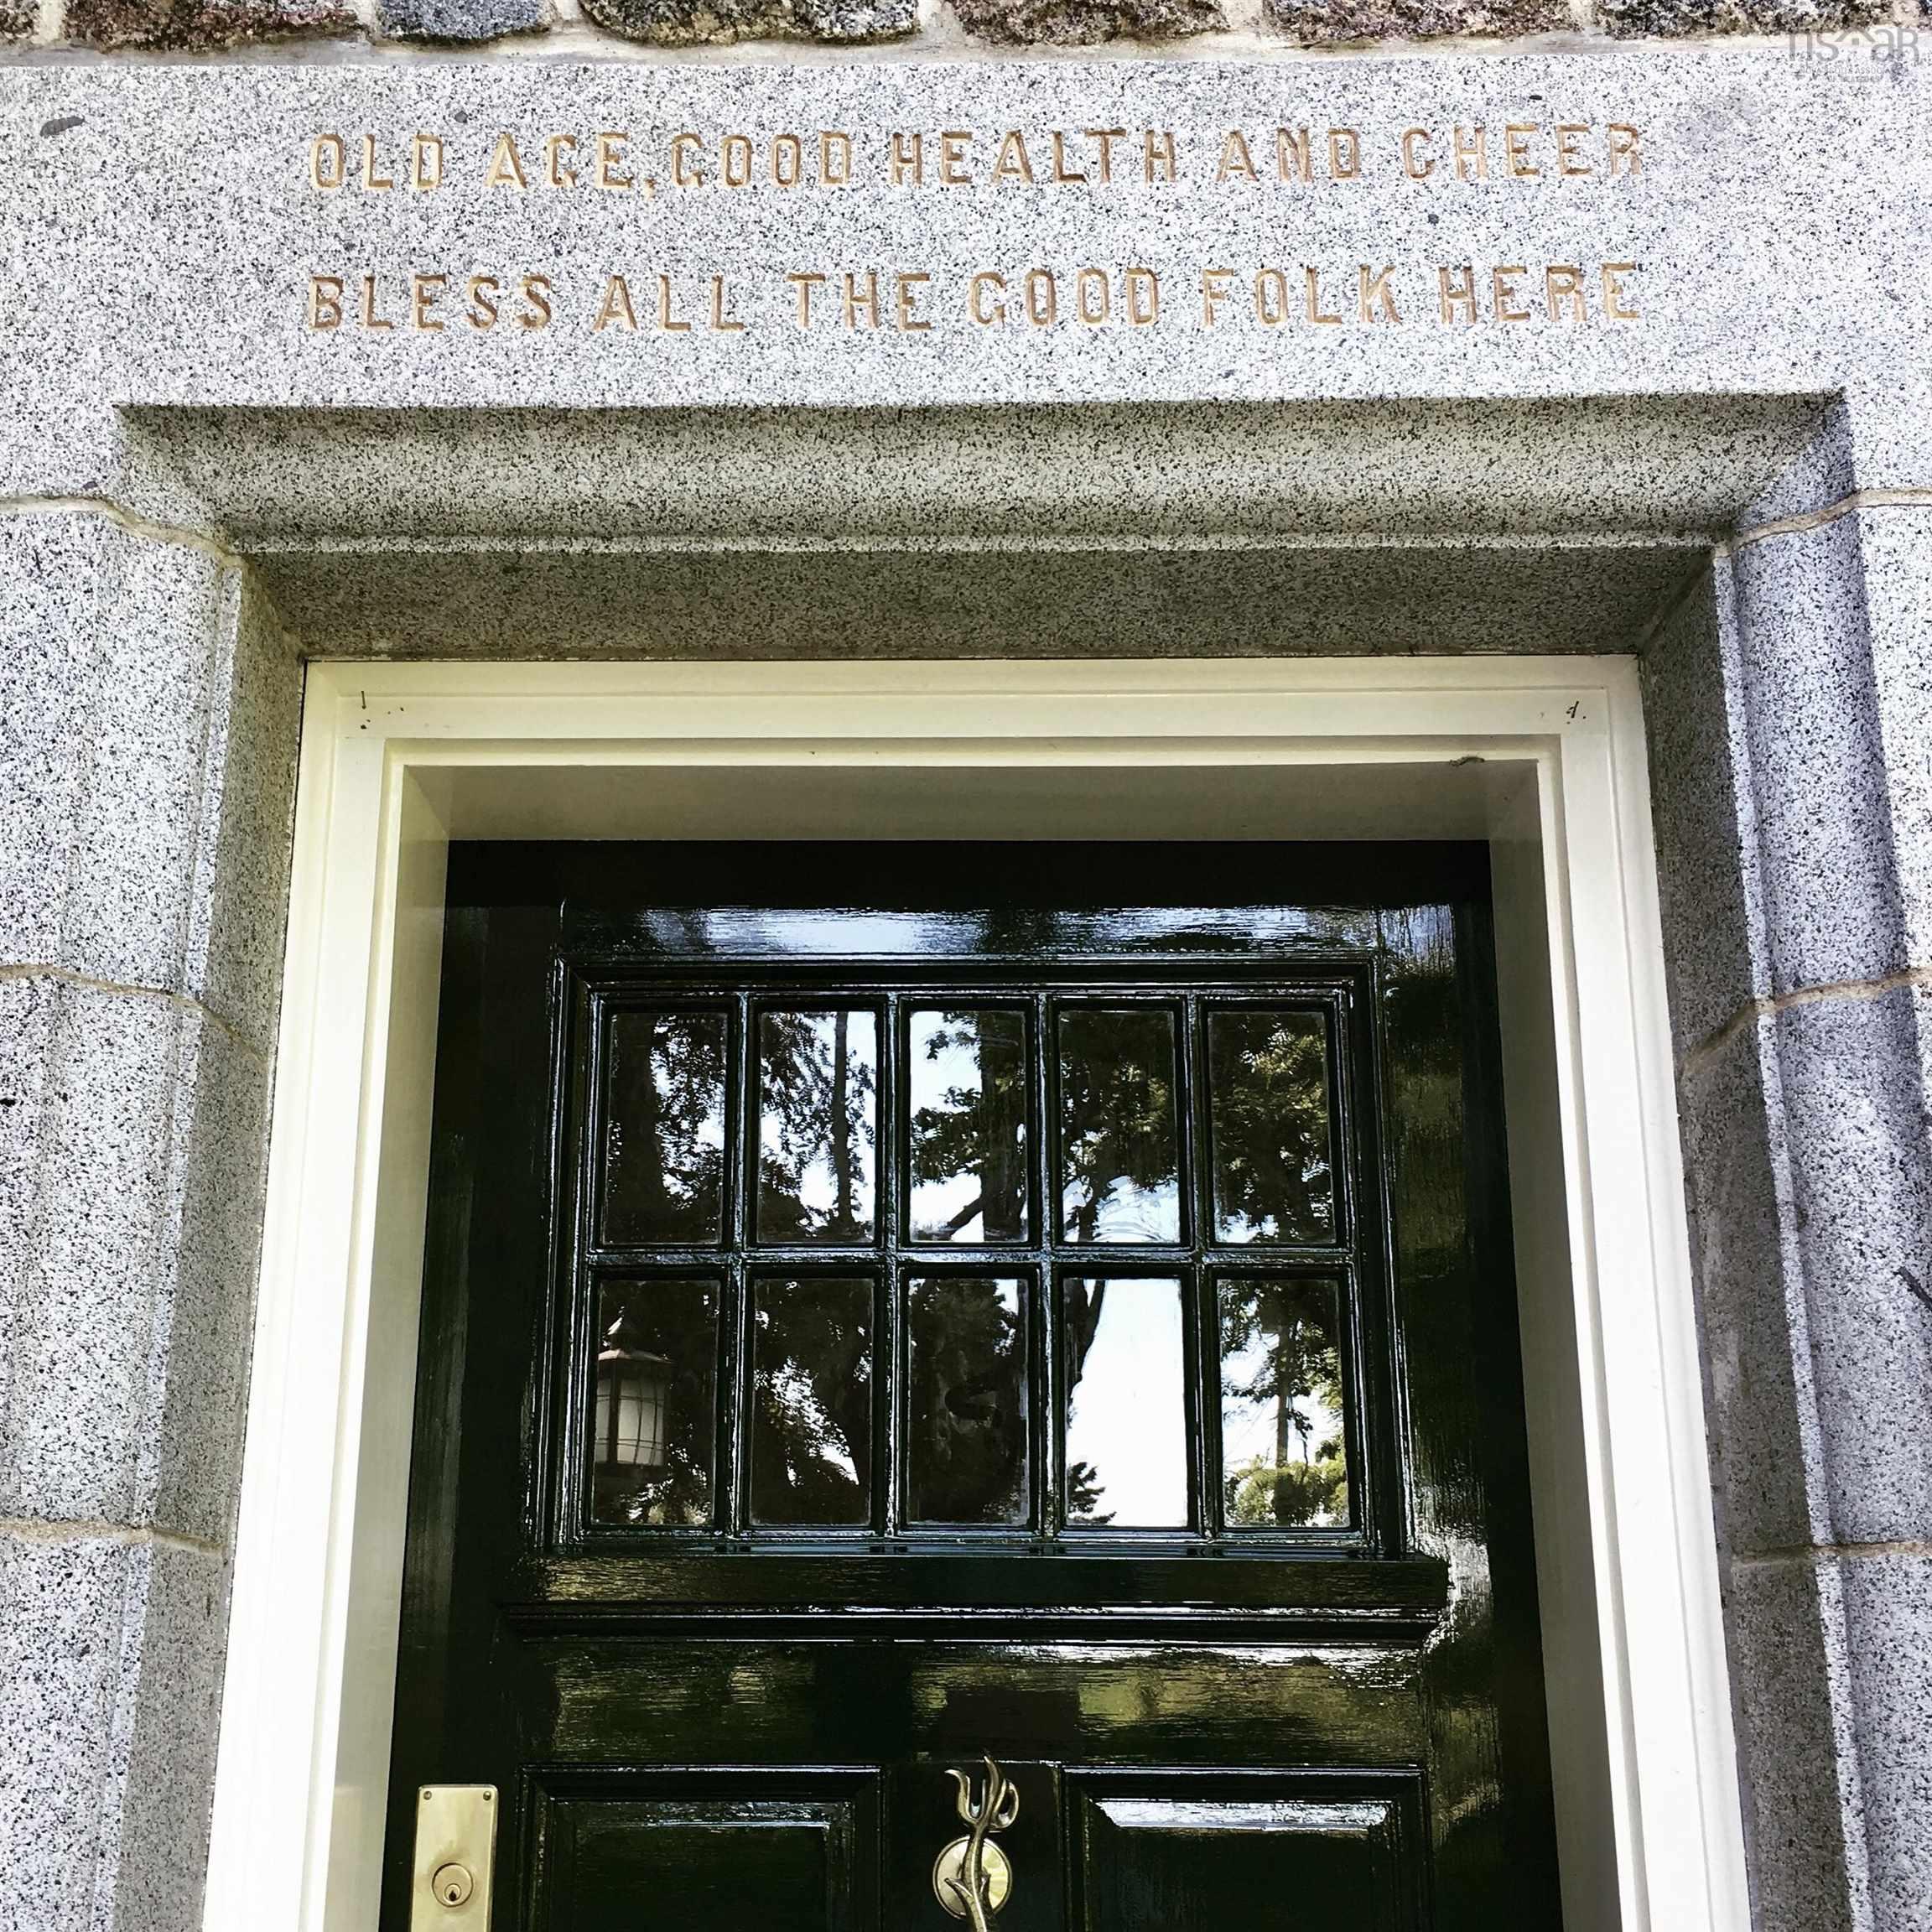 OLD AGE, GOOD HEALTH AND CHEER
BLESS ALL THE GOOD FOLK HERE